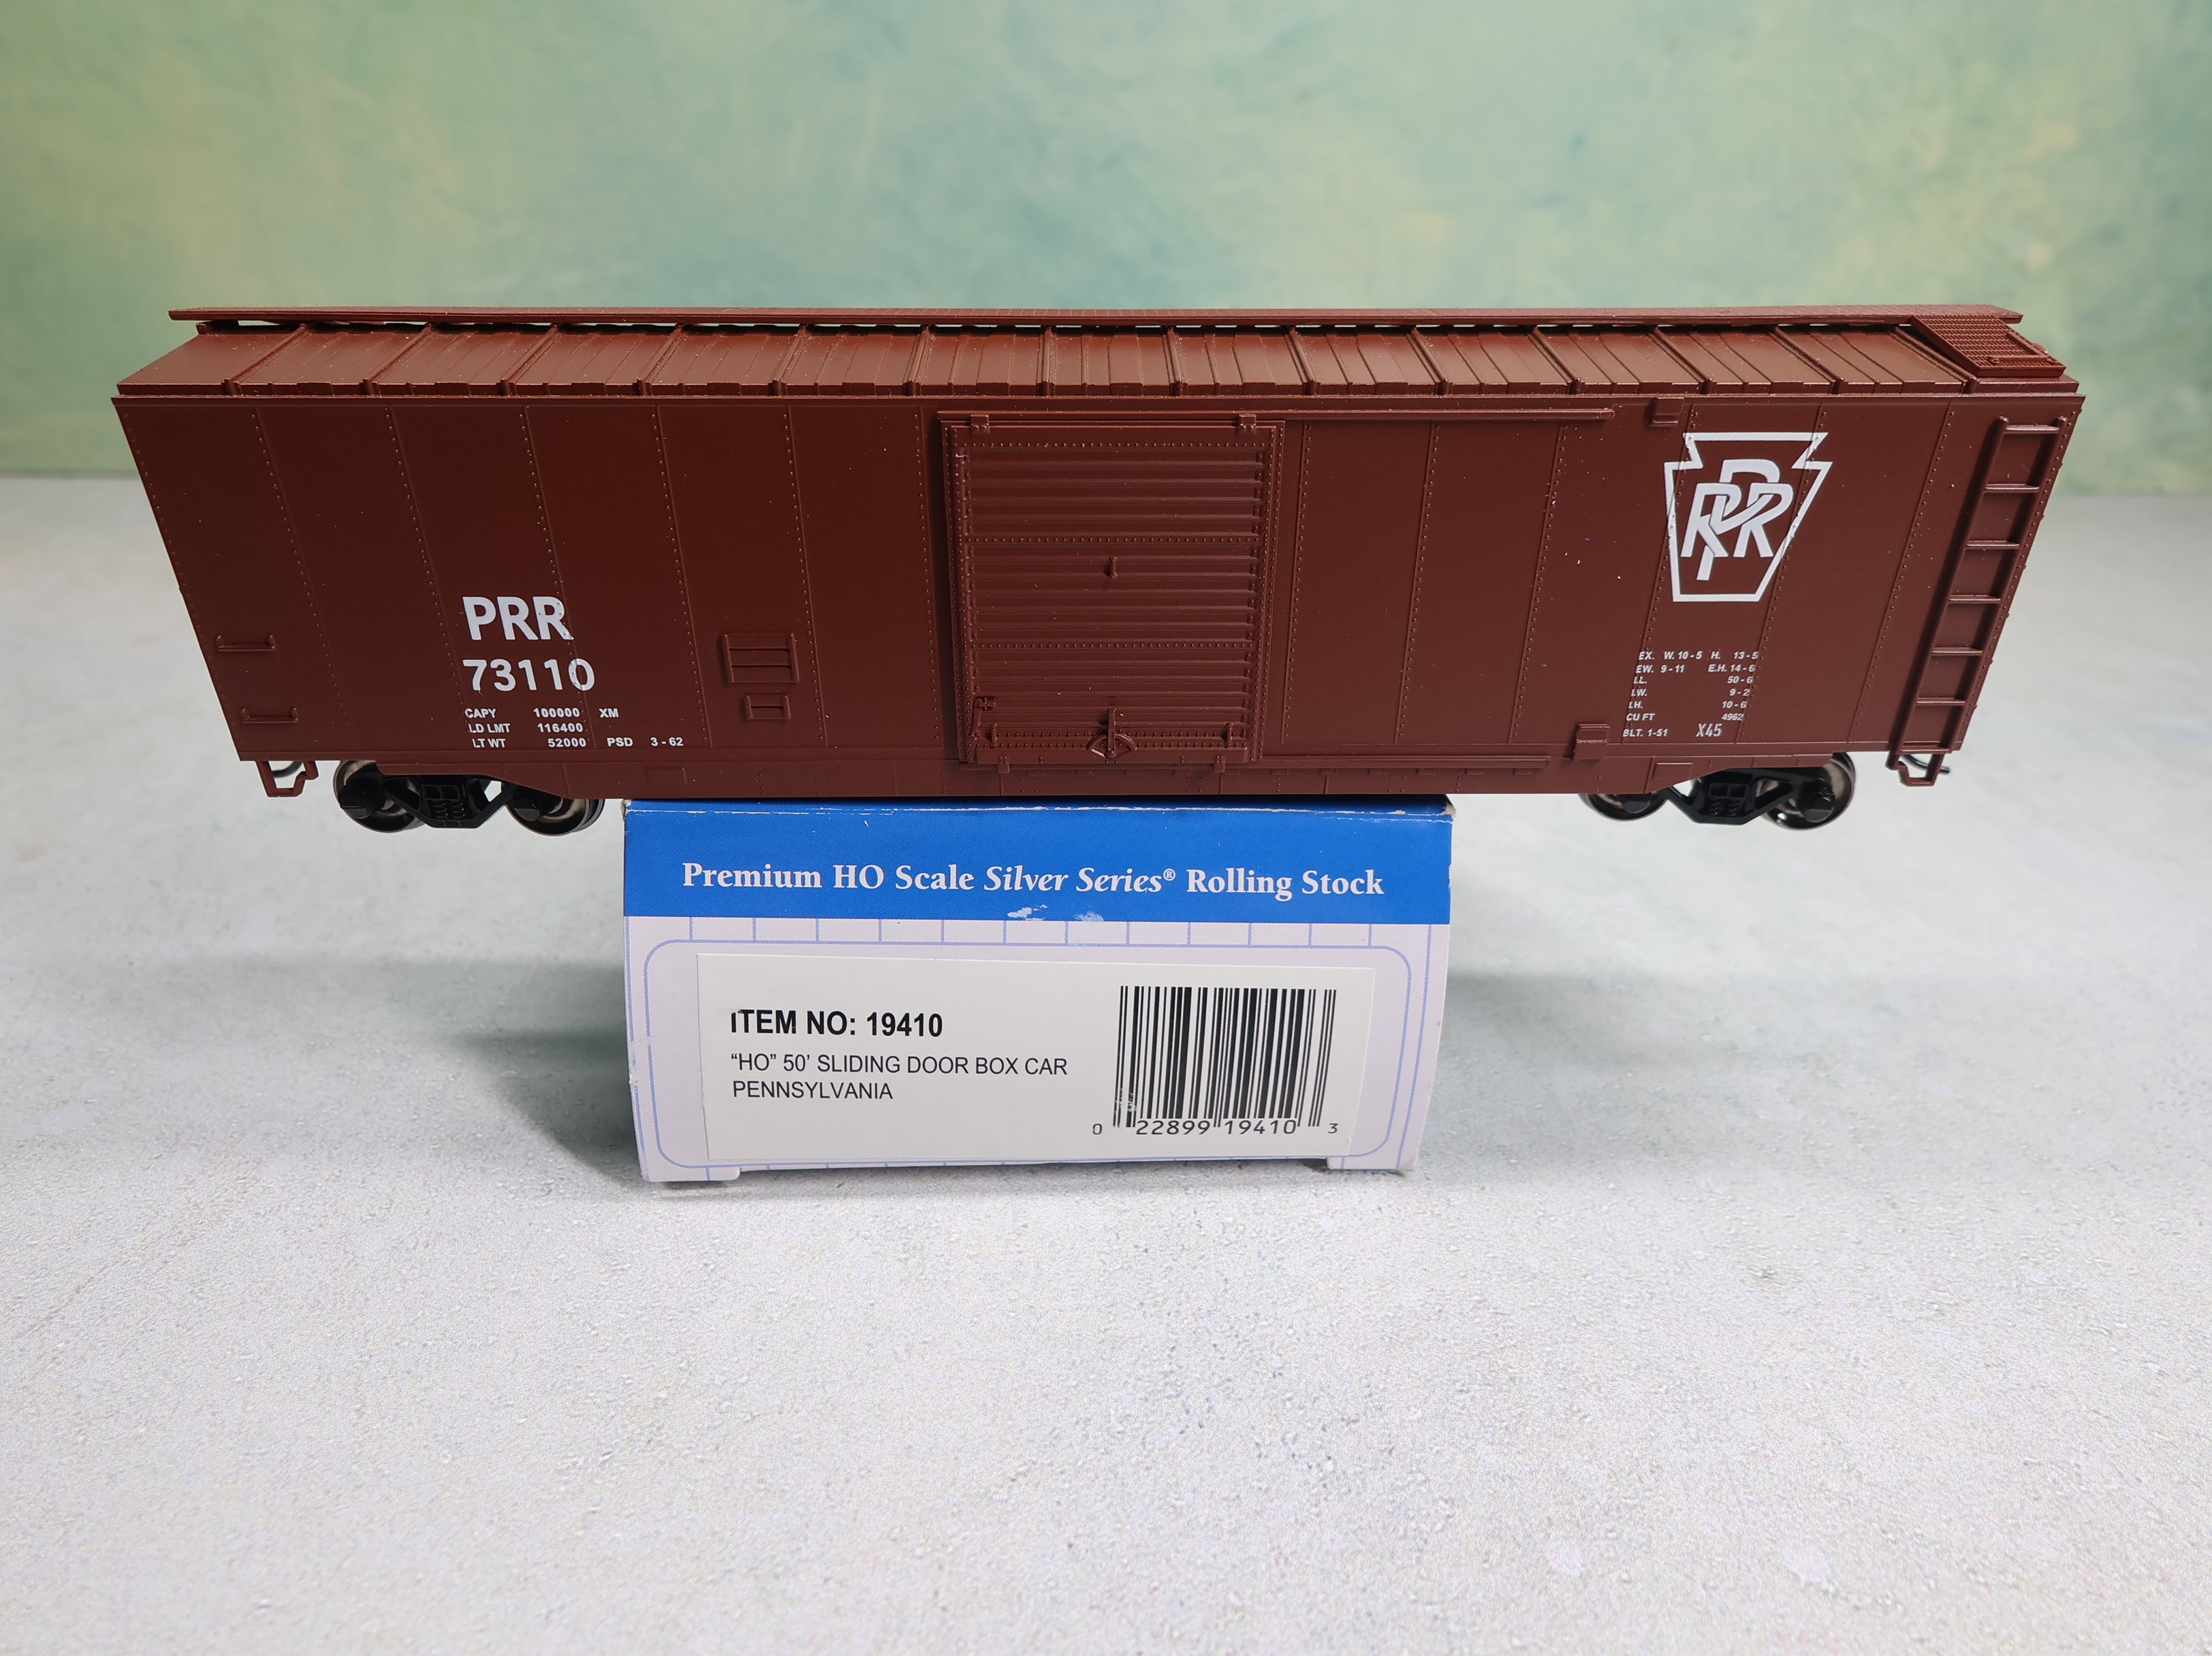 PRR
73110
CAPY 100000 XM
LD LMT 116400
LT WT 52000 PSD 3-62
PRR
EX. W. 10-5 H. 13-5
EW. 9-11 E.H. 14-6
I.L. 50-6
I.W. 9-2
I.H. 10-6
CU FT 4962
BLT. 1-51 X45
Premium HO Scale Silver Series® Rolling Stock
ITEM NO: 19410
“HO” 50’ SLIDING DOOR BOX CAR
PENNSYLVANIA
0 22899 19410 3